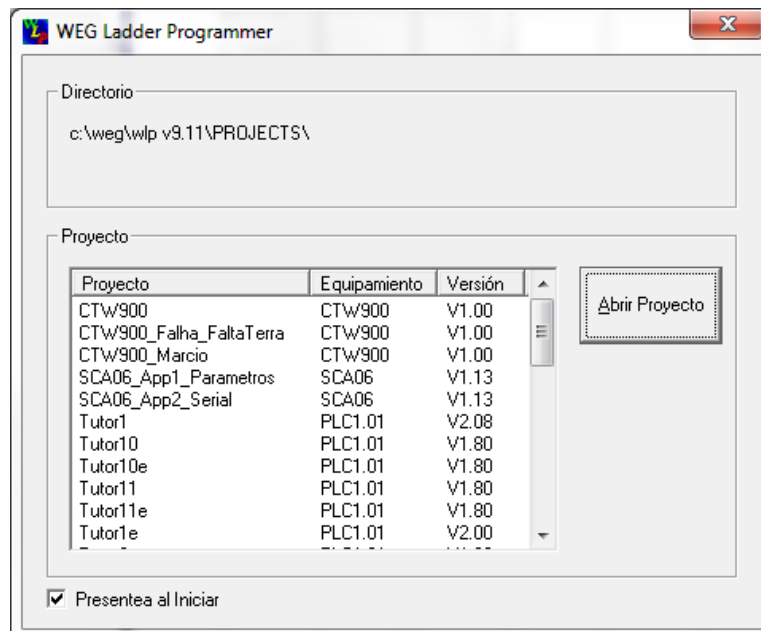 WEG Ladder Programmer
Directorio
c:\weg\wlp v9.11\PROJECTS\
Proyecto
Proyecto Equipamiento Versión
CTW900 CTW900 V1.00
CTW900_Falha_FaltaTerra CTW900 V1.00
CTW900_Marcio CTW900 V1.00
SCA06_App1_Parametros SCA06 V1.13
SCA06_App2_Serial SCA06 V1.13
Tutor1 PLC1.01 V2.08
Tutor10 PLC1.01 V1.80
Tutor10e PLC1.01 V1.80
Tutor11 PLC1.01 V1.80
Tutor11e PLC1.01 V1.80
Tutor1e PLC1.01 V2.00
Abrir Proyecto
Presentea al Iniciar